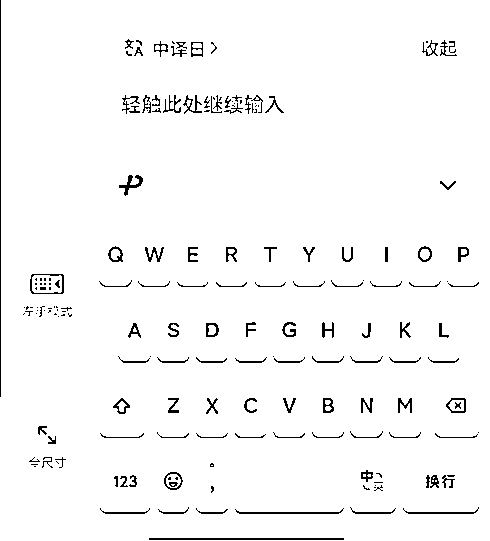 中译日 收起
轻触此处继续输入
Q W E R T Y U I O P
左手模式
A S D F G H J K L
Z X C V B N M
全尺寸
123 。, 中英 换行